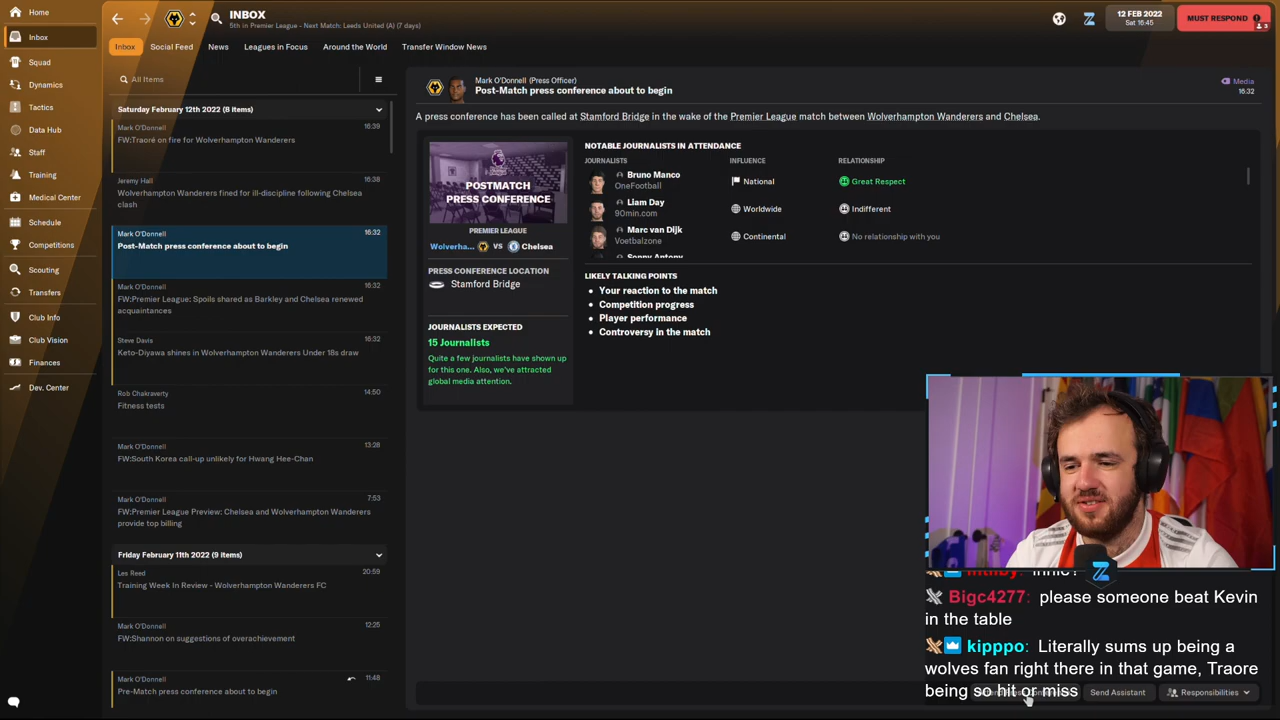 Home
Inbox
Squad
Dynamics
Tactics
Data Hub
Staff
Training
Medical Center
Schedule
Competitions
Scouting
Transfers
Club Info
Club Vision
Finances
Dev. Center
INBOX
5th in Premier League - Next Match: Leeds United (A) (7 days)
12 FEB 2022
Sat 16:45
MUST RESPOND
3
Inbox
Social Feed
News
Leagues in Focus
Around the World
Transfer Window News
All Items
Saturday February 12th 2022 (8 items)
Mark O'Donnell 16:39
FW:Traoré on fire for Wolverhampton Wanderers
Jeremy Hall 16:38
Wolverhampton Wanderers fined for ill-discipline following Chelsea
clash
Mark O'Donnell 16:32
Post-Match press conference about to begin
Mark O'Donnell 16:32
FW:Premier League: Spoils shared as Barkley and Chelsea renewed
acquaintances
Steve Davis 16:32
Keto-Diyawa shines in Wolverhampton Wanderers Under 18s draw
Rob Chakraverty 14:50
Fitness tests
Mark O'Donnell 13:28
FW:South Korea call-up unlikely for Hwang Hee-Chan
Mark O'Donnell 7:53
FW:Premier League Preview: Chelsea and Wolverhampton Wanderers
provide top billing
Friday February 11th 2022 (9 items)
Les Reed 20:59
Training Week In Review - Wolverhampton Wanderers FC
Mark O'Donnell 12:25
FW:Shannon on suggestions of overachievement
Mark O'Donnell 11:48
Pre-Match press conference about to begin
Mark O'Donnell (Press Officer)
Post-Match press conference about to begin
Media
16:32
A press conference has been called at Stamford Bridge in the wake of the Premier League match between Wolverhampton Wanderers and Chelsea.
POSTMATCH
PRESS CONFERENCE
PREMIER LEAGUE
Wolverha... VS Chelsea
PRESS CONFERENCE LOCATION
Stamford Bridge
JOURNALISTS EXPECTED
15 Journalists
Quite a few journalists have shown up
for this one. Also, we've attracted
global media attention.
NOTABLE JOURNALISTS IN ATTENDANCE
JOURNALISTS INFLUENCE RELATIONSHIP
Bruno Manco
OneFootball
National
Great Respect
Liam Day
90min.com
Worldwide
Indifferent
Marc van Dijk
Voetbalzone
Continental
No relationship with you
Sonny Antony
LIKELY TALKING POINTS
Your reaction to the match
Competition progress
Player performance
Controversy in the match
Bigc4277: please someone beat Kevin
in the table
kipppo: Literally sums up being a
wolves fan right there in that game, Traore
being so hit or miss
Send Assistant
Responsibilities